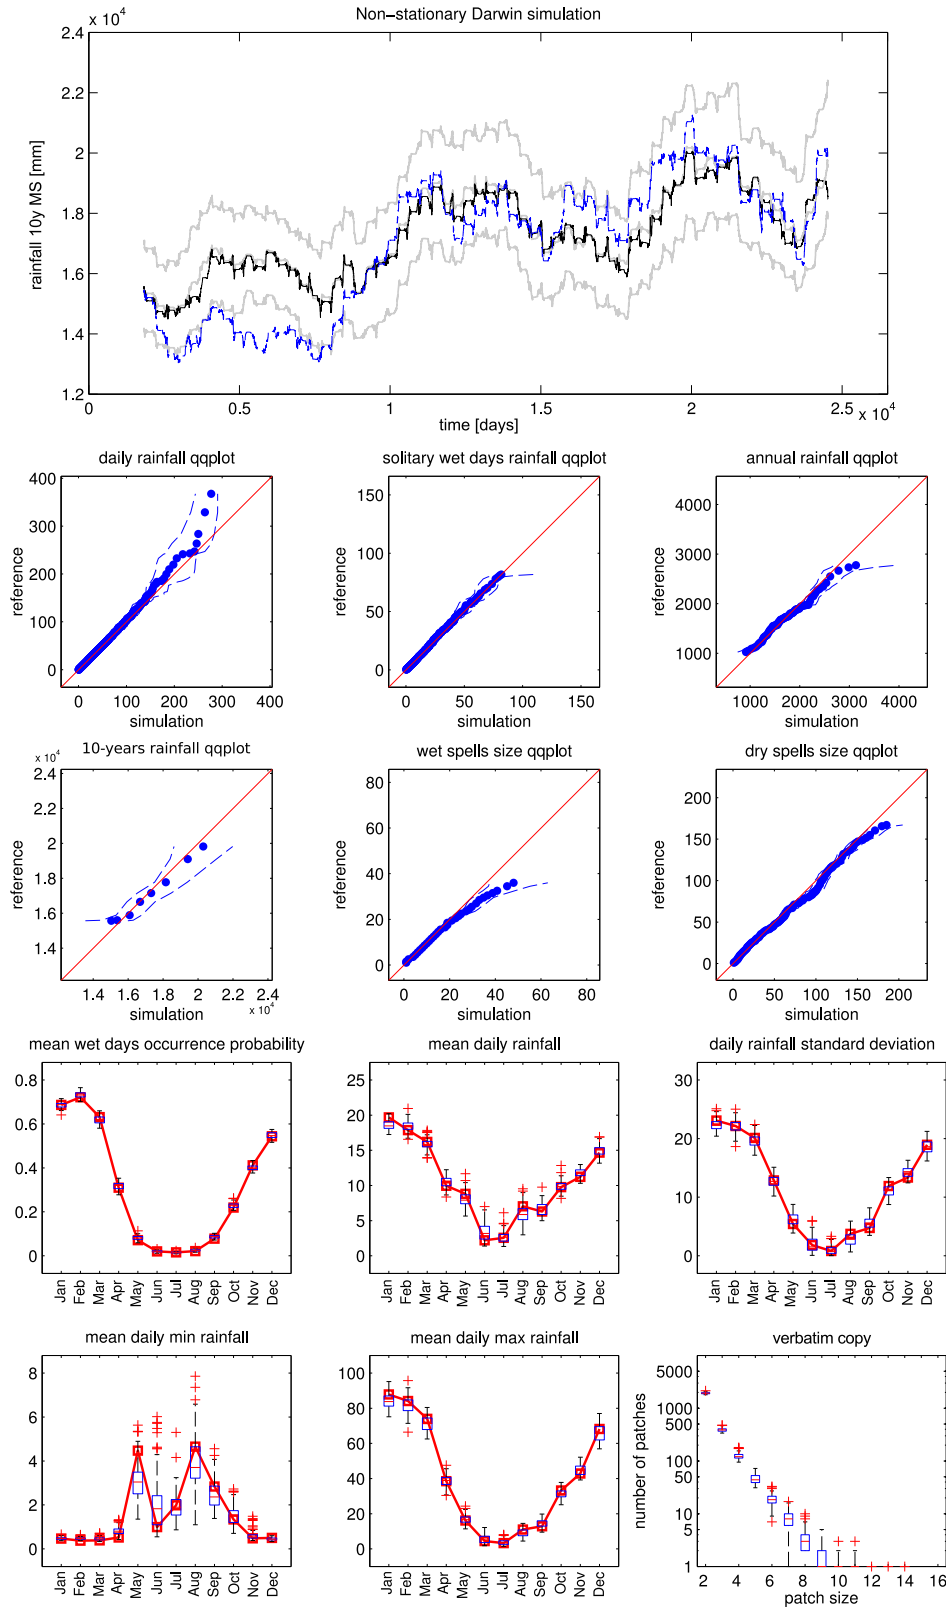 Non−stationary Darwin simulation
x 10⁴
2.4
2.2
2
1.8
1.6
1.4
1.2
rainfall 10y MS [mm]
0 0.5 1 1.5 2 2.5
x 10⁴
time [days]
daily rainfall qqplot
400
300
200
100
0
reference
0 100 200 300 400
simulation
solitary wet days rainfall qqplot
150
100
50
0
reference
0 50 100 150
simulation
annual rainfall qqplot
4000
3000
2000
1000
reference
1000 2000 3000 4000
simulation
10-years rainfall qqplot
x 10⁴
2.4
2.2
2
1.8
1.6
1.4
reference
1.4 1.6 1.8 2 2.2 2.4
x 10⁴
simulation
wet spells size qqplot
80
60
40
20
0
reference
0 20 40 60 80
simulation
dry spells size qqplot
200
150
100
50
0
reference
0 50 100 150 200
simulation
mean wet days occurrence probability
0.8
0.6
0.4
0.2
0
Jan Feb Mar Apr May Jun Jul Aug Sep Oct Nov Dec
mean daily rainfall
25
20
15
10
5
0
Jan Feb Mar Apr May Jun Jul Aug Sep Oct Nov Dec
daily rainfall standard deviation
30
20
10
0
Jan Feb Mar Apr May Jun Jul Aug Sep Oct Nov Dec
mean daily min rainfall
8
6
4
2
0
Jan Feb Mar Apr May Jun Jul Aug Sep Oct Nov Dec
mean daily max rainfall
100
80
60
40
20
0
Jan Feb Mar Apr May Jun Jul Aug Sep Oct Nov Dec
verbatim copy
5000
2000
500
100
50
10
5
1
number of patches
2 4 6 8 10 12 14 16
patch size